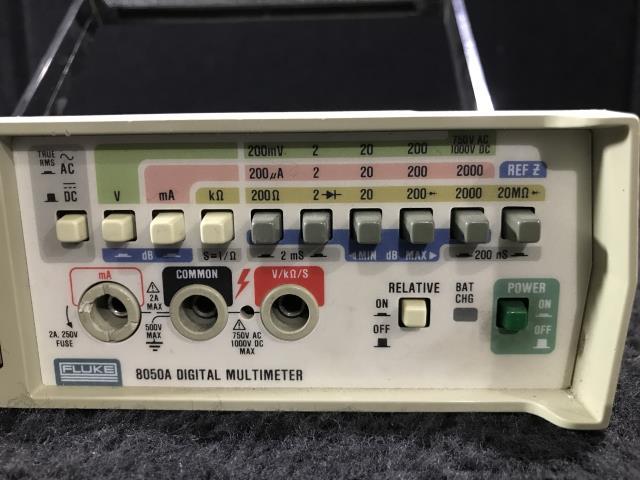 TRUE RMS AC
DC
V
mA
kΩ
200mV 2 20 200 750V AC 1000V DC
200µA 2 20 200 2000 REF Z
200Ω 2 20 200 2000 20MΩ
dB
S=1/Ω
2 mS
MIN dB MAX
200 nS
mA
COMMON
V/kΩ/S
2A MAX
2A, 250V FUSE
500V MAX
750V AC 1000V DC MAX
RELATIVE
ON
OFF
BAT CHG
POWER
ON
OFF
FLUKE
8050A DIGITAL MULTIMETER